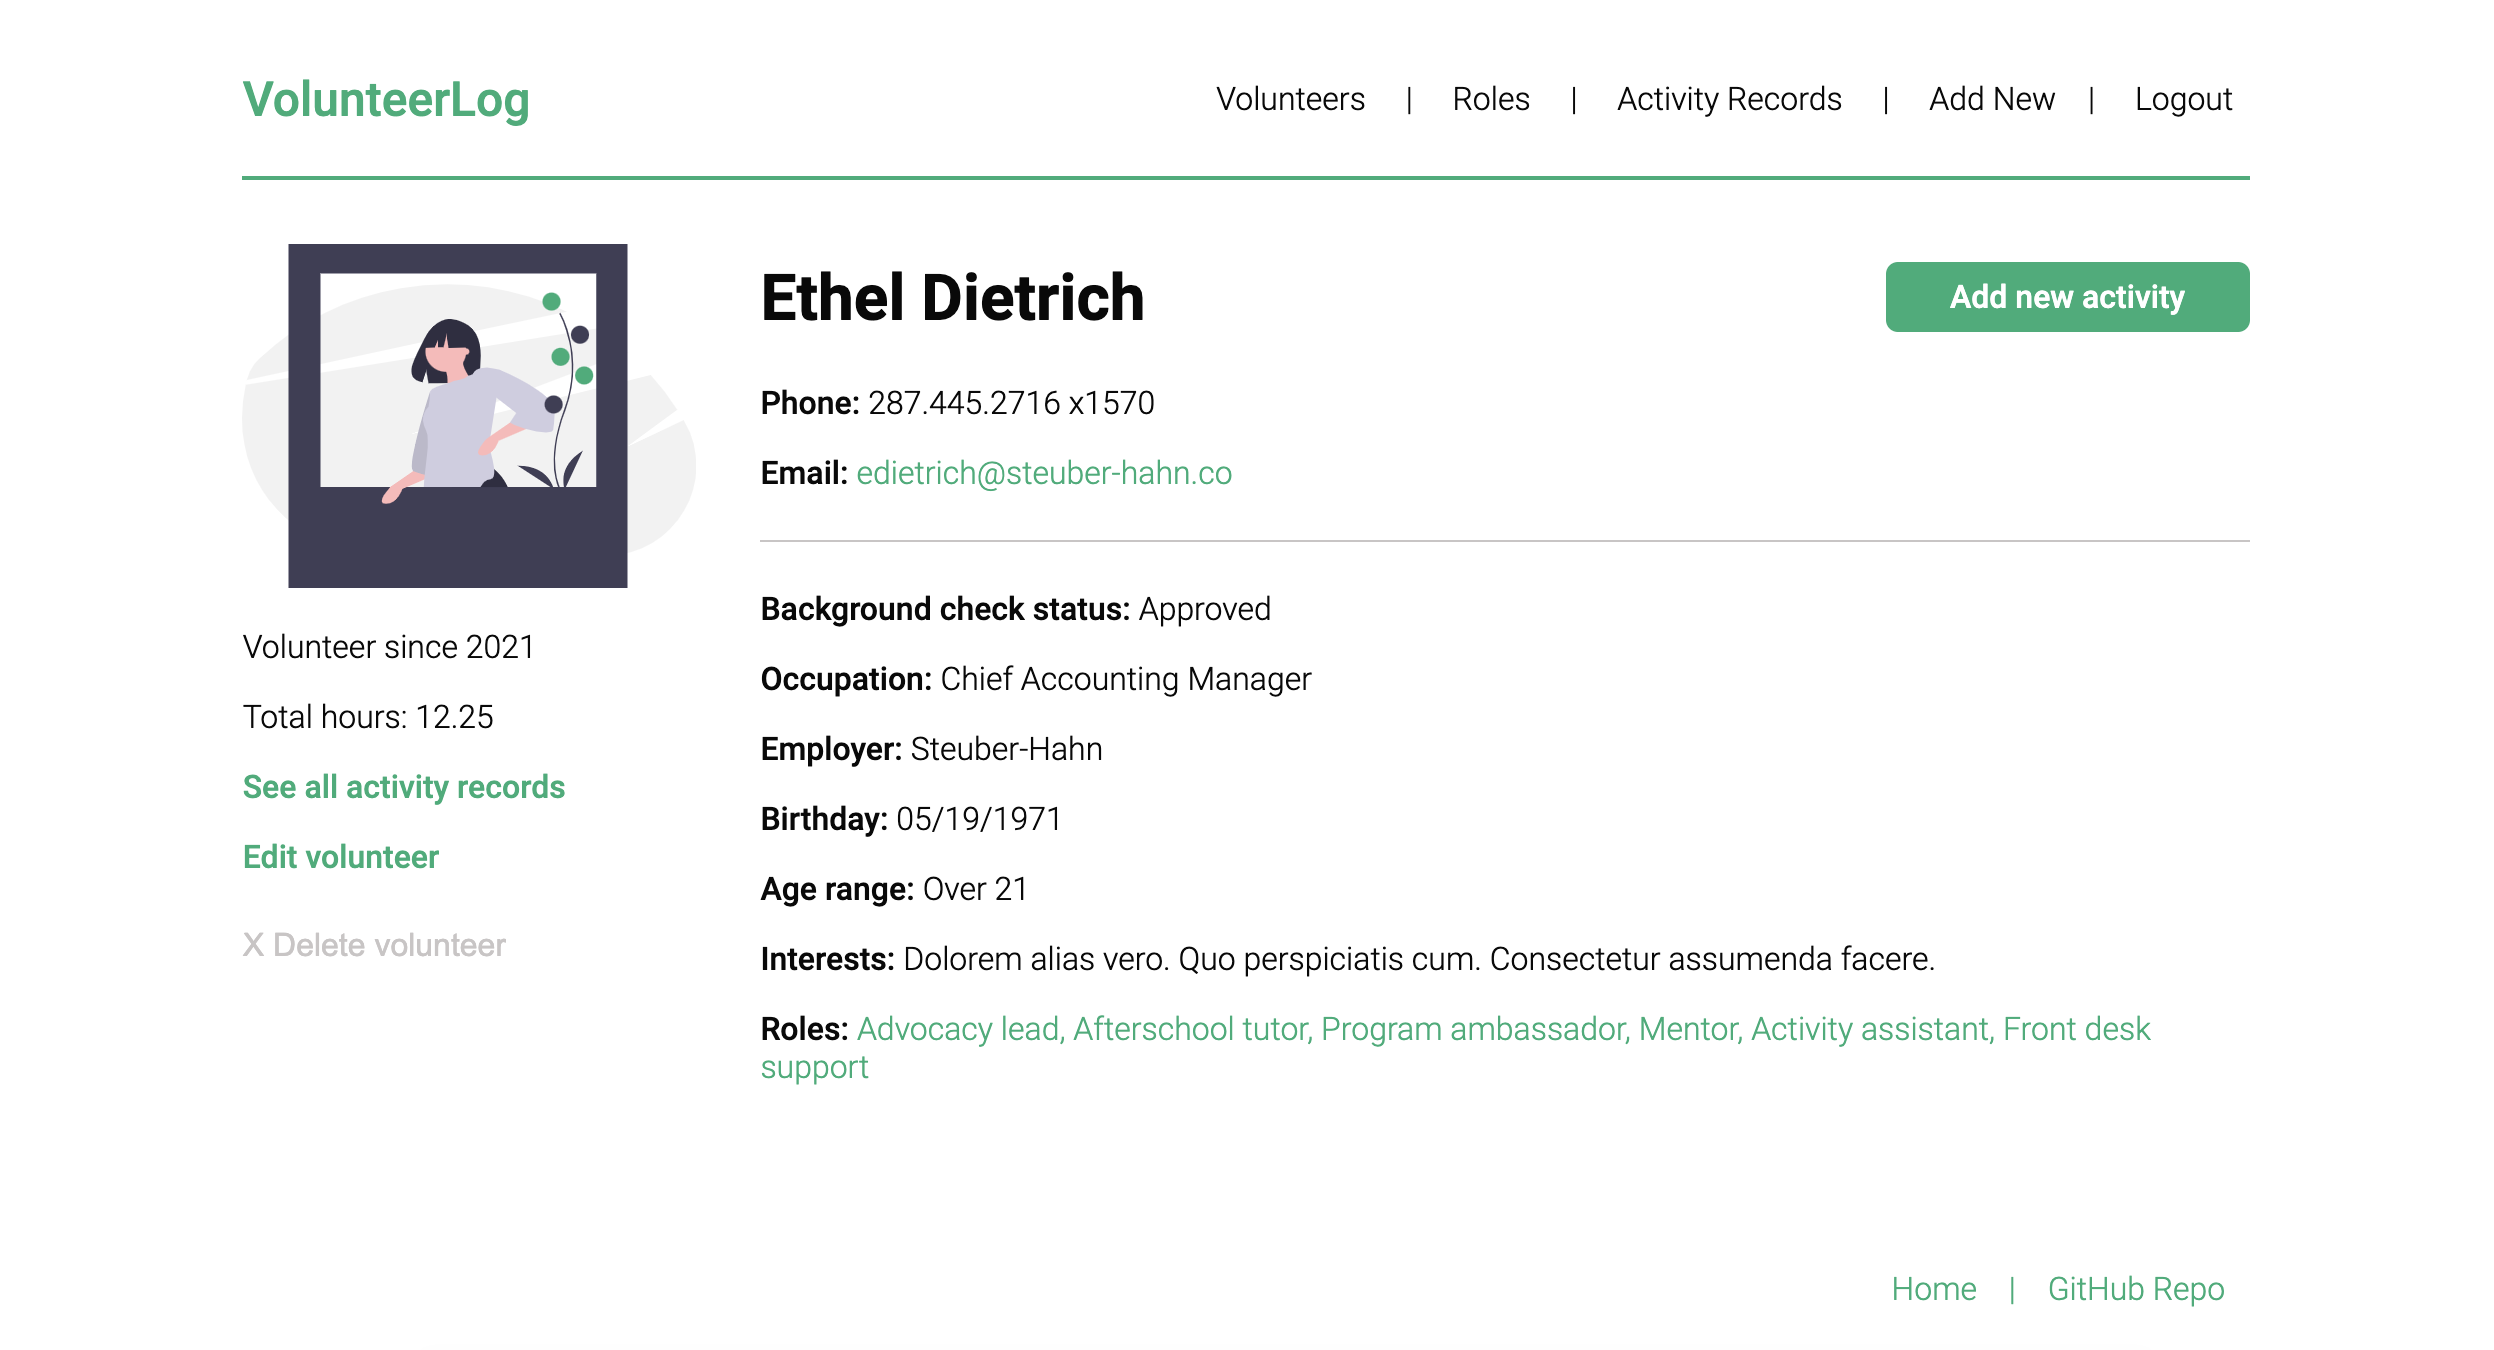 VolunteerLog
Volunteers | Roles | Activity Records | Add New | Logout
Ethel Dietrich
Add new activity
Phone: 287.445.2716 x1570
Email: edietrich@steuber-hahn.co
Volunteer since 2021
Total hours: 12.25
See all activity records
Edit volunteer
X Delete volunteer
Background check status: Approved
Occupation: Chief Accounting Manager
Employer: Steuber-Hahn
Birthday: 05/19/1971
Age range: Over 21
Interests: Dolorem alias vero. Quo perspiciatis cum. Consectetur assumenda facere.
Roles: Advocacy lead, Afterschool tutor, Program ambassador, Mentor, Activity assistant, Front desk
support
Home | GitHub Repo